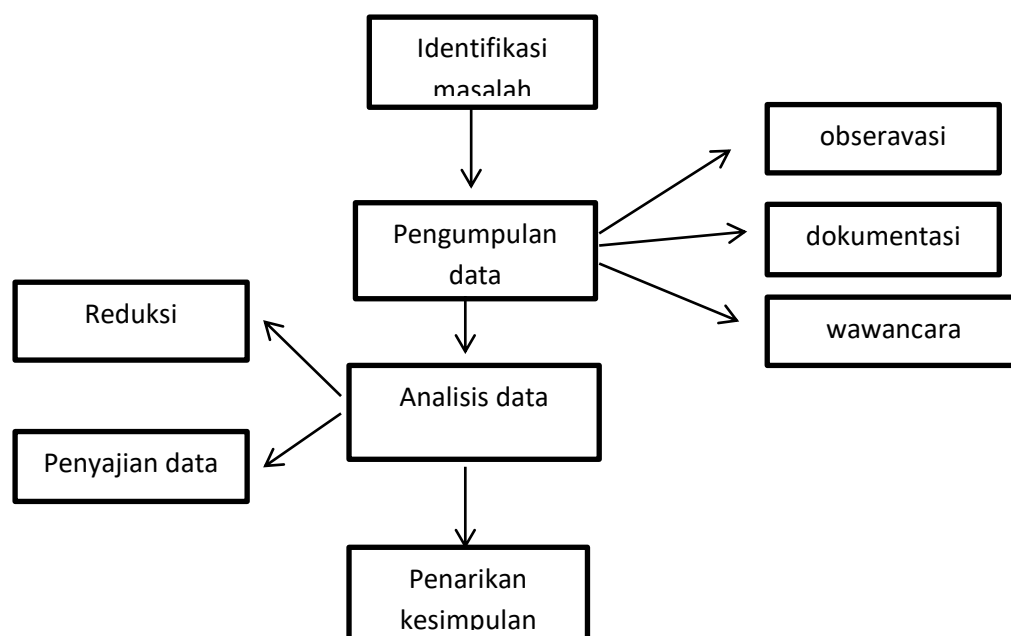 Identifikasi
masalah
obseravasi
Pengumpulan
data
dokumentasi
wawancara
Reduksi
Analisis data
Penyajian data
Penarikan
kesimpulan